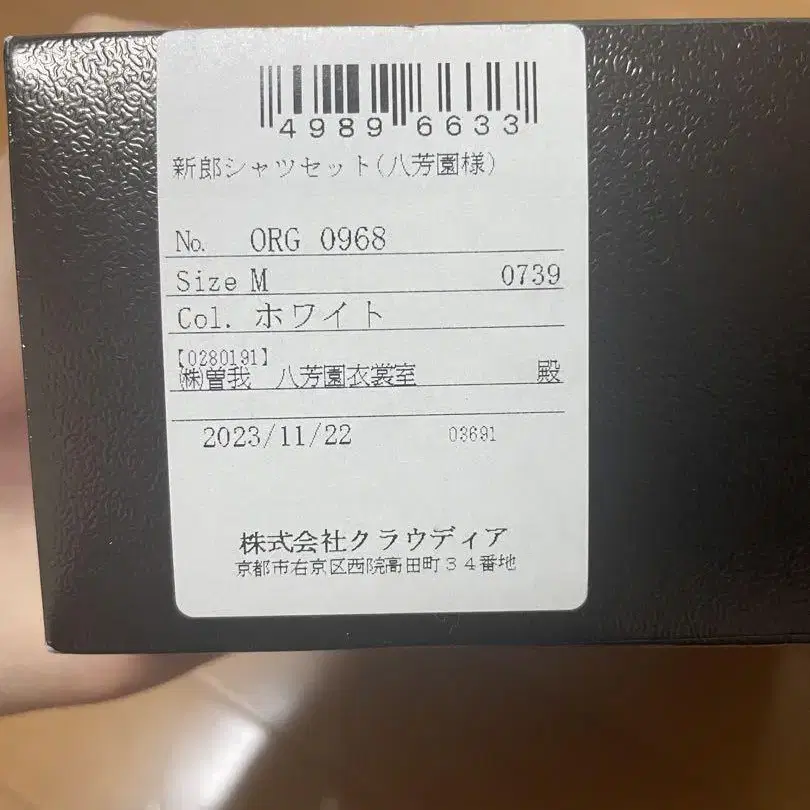 4989 6633
新郎シャツセット(八芳園様)
No. ORG 0968
Size M 0739
Col. ホワイト
【0280191】
㈱曽我 八芳園衣裳室 殿
2023/11/22 03691
株式会社クラウディア
京都市右京区西院高田町34番地